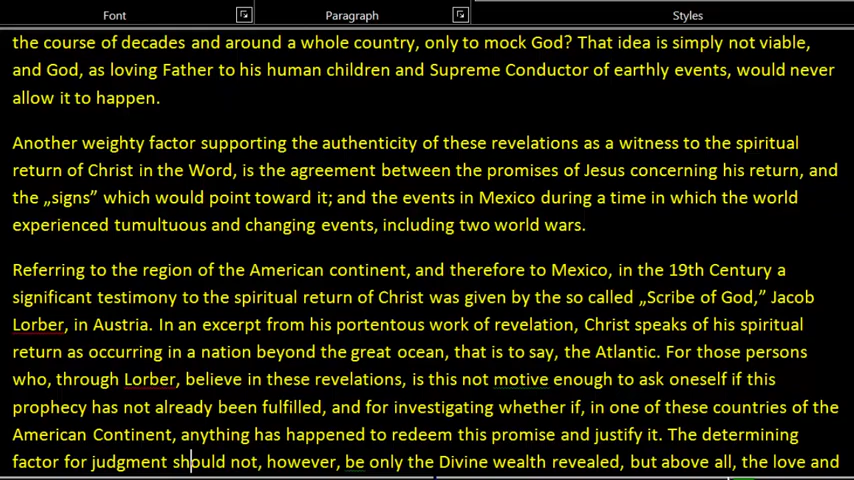 Font
Paragraph
Styles
the course of decades and around a whole country, only to mock God? That idea is simply not viable,
and God, as loving Father to his human children and Supreme Conductor of earthly events, would never
allow it to happen.
Another weighty factor supporting the authenticity of these revelations as a witness to the spiritual
return of Christ in the Word, is the agreement between the promises of Jesus concerning his return, and
the „signs” which would point toward it; and the events in Mexico during a time in which the world
experienced tumultuous and changing events, including two world wars.
Referring to the region of the American continent, and therefore to Mexico, in the 19th Century a
significant testimony to the spiritual return of Christ was given by the so called „Scribe of God,” Jacob
Lorber, in Austria. In an excerpt from his portentous work of revelation, Christ speaks of his spiritual
return as occurring in a nation beyond the great ocean, that is to say, the Atlantic. For those persons
who, through Lorber, believe in these revelations, is this not motive enough to ask oneself if this
prophecy has not already been fulfilled, and for investigating whether if, in one of these countries of the
American Continent, anything has happened to redeem this promise and justify it. The determining
factor for judgment should not, however, be only the Divine wealth revealed, but above all, the love and